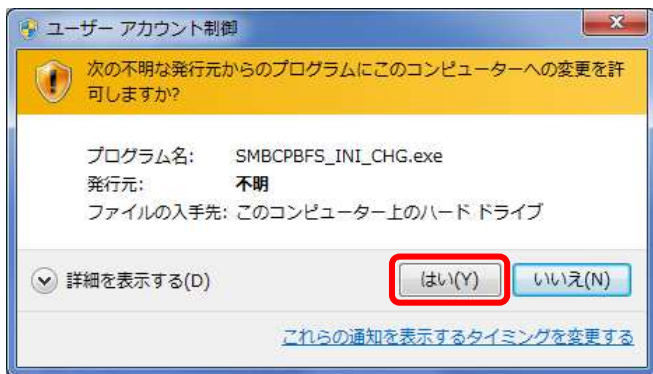 ユーザー アカウント制御
次の不明な発行元からのプログラムにこのコンピューターへの変更を許
可しますか?
プログラム名: SMBCPBFS_INI_CHG.exe
発行元: 不明
ファイルの入手先: このコンピューター上のハード ドライブ
詳細を表示する(D) はい(Y) いいえ(N)
これらの通知を表示するタイミングを変更する